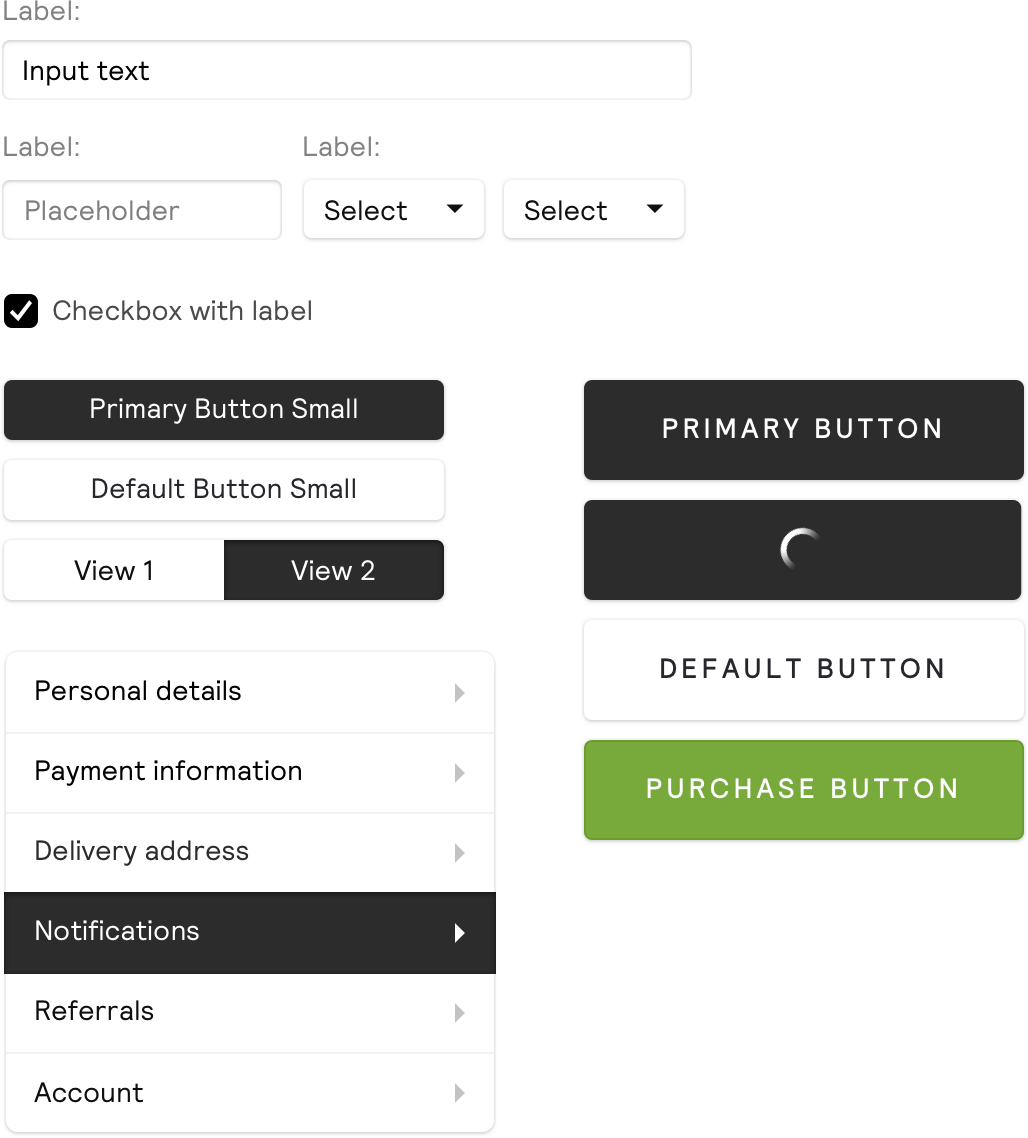 Label:
Input text
Label:
Label:
Placeholder
Select
Select
Checkbox with label
Primary Button Small
Default Button Small
View 1
View 2
Personal details
Payment information
Delivery address
Notifications
Referrals
Account
PRIMARY BUTTON
DEFAULT BUTTON
PURCHASE BUTTON